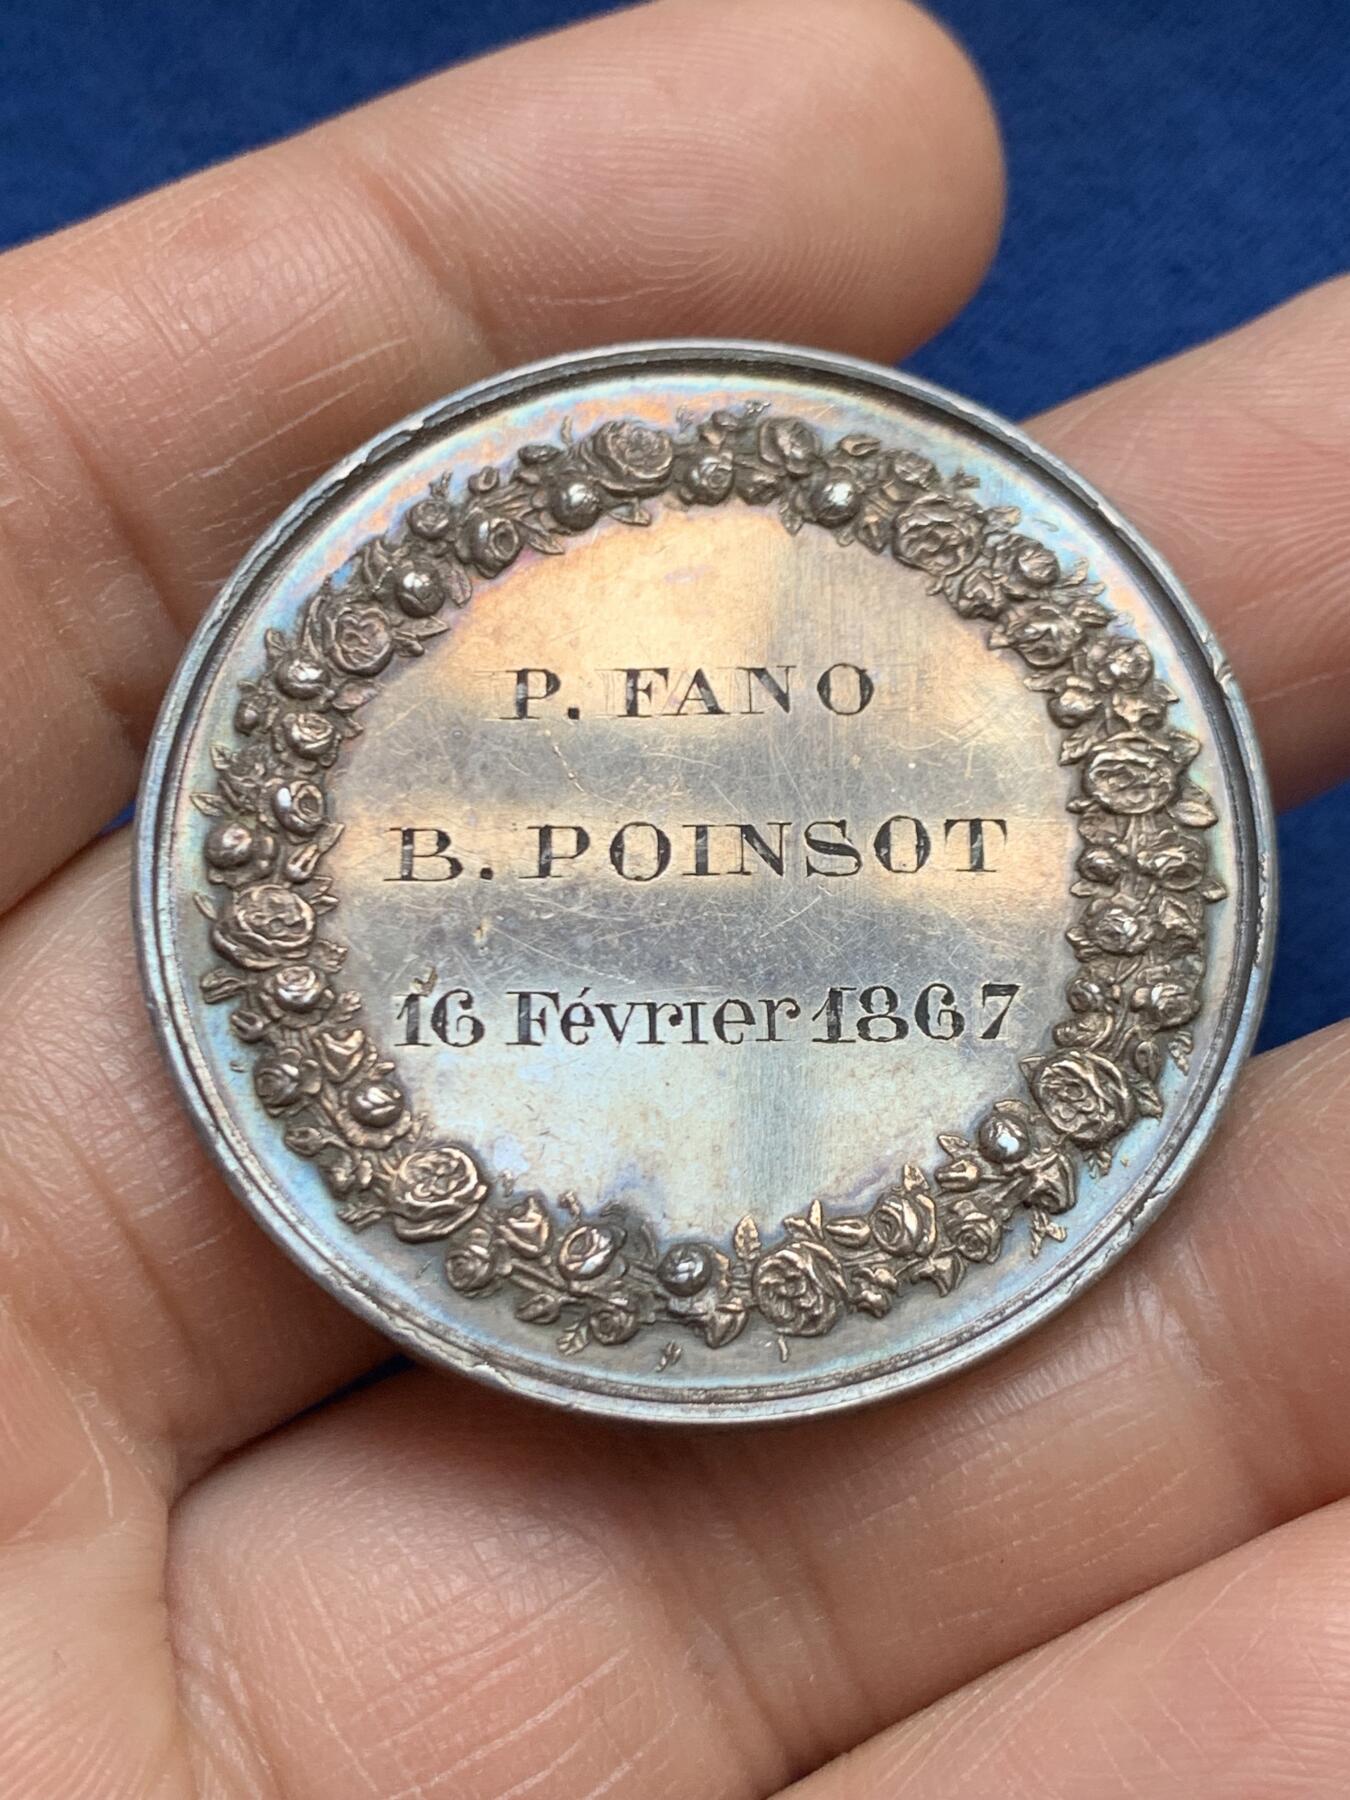 P. FANO
B. POINSOT
16 Février 1867